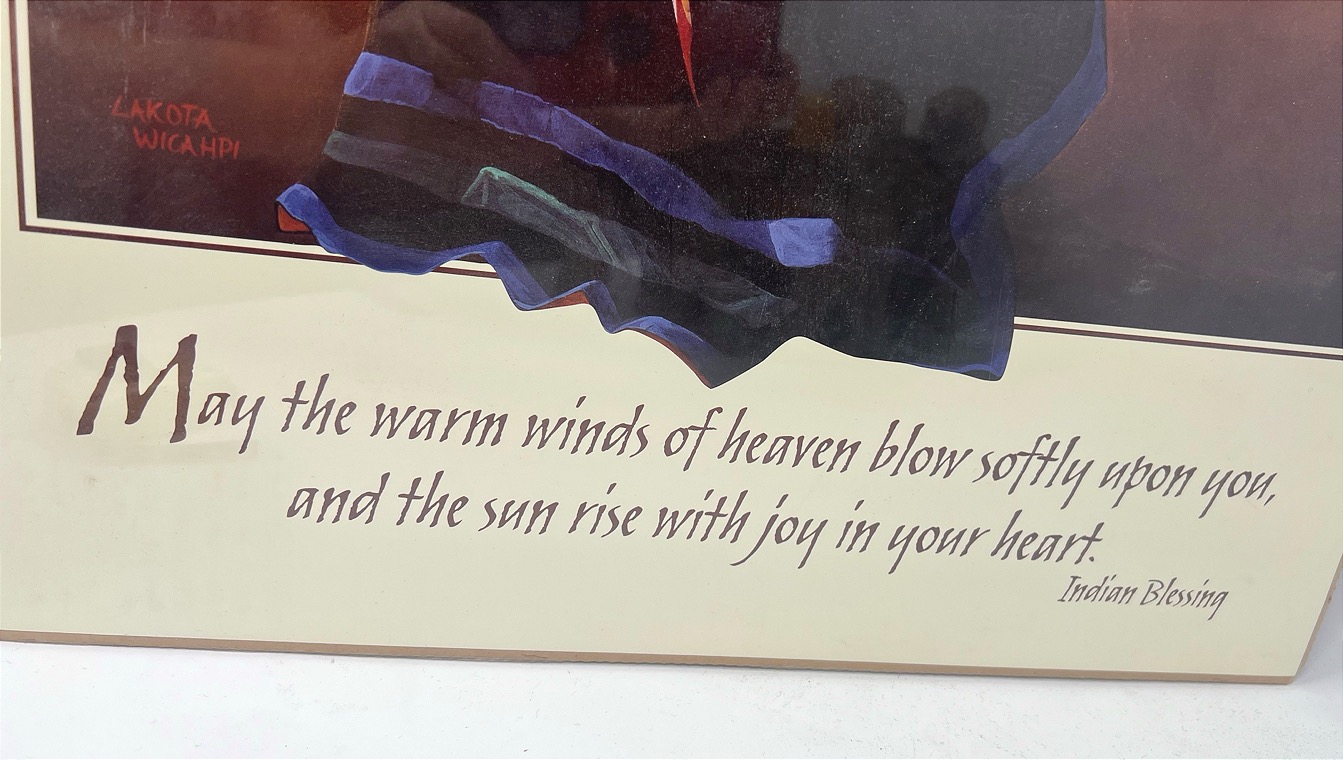 LAKOTA
WICAHPI
May the warm winds of heaven blow softly upon you,
and the sun rise with joy in your heart.
Indian Blessing